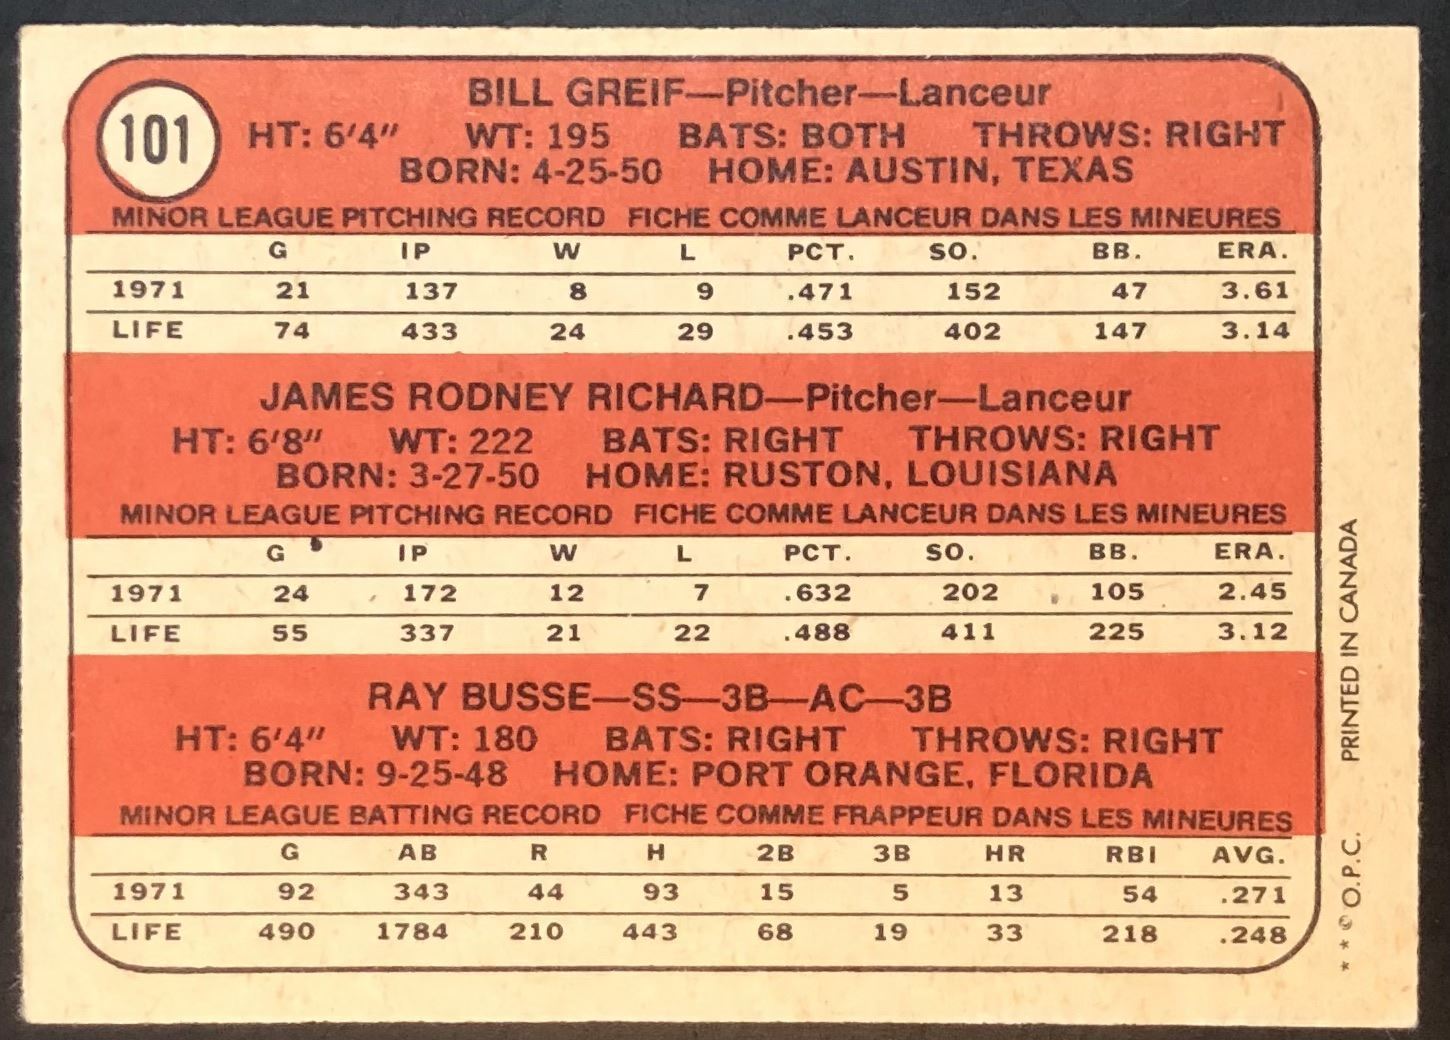 101
BILL GREIF—Pitcher—Lanceur
HT: 6'4" WT: 195 BATS: BOTH THROWS: RIGHT
BORN: 4-25-50 HOME: AUSTIN, TEXAS
MINOR LEAGUE PITCHING RECORD FICHE COMME LANCEUR DANS LES MINEURES
G IP W L PCT. SO. BB. ERA.
1971 21 137 8 9 .471 152 47 3.61
LIFE 74 433 24 29 .453 402 147 3.14
JAMES RODNEY RICHARD—Pitcher—Lanceur
HT: 6'8" WT: 222 BATS: RIGHT THROWS: RIGHT
BORN: 3-27-50 HOME: RUSTON, LOUISIANA
MINOR LEAGUE PITCHING RECORD FICHE COMME LANCEUR DANS LES MINEURES
G IP W L PCT. SO. BB. ERA.
1971 24 172 12 7 .632 202 105 2.45
LIFE 55 337 21 22 .488 411 225 3.12
RAY BUSSE—SS—3B—AC—3B
HT: 6'4" WT: 180 BATS: RIGHT THROWS: RIGHT
BORN: 9-25-48 HOME: PORT ORANGE, FLORIDA
MINOR LEAGUE BATTING RECORD FICHE COMME FRAPPEUR DANS LES MINEURES
G AB R H 2B 3B HR RBI AVG.
1971 92 343 44 93 15 5 13 54 .271
LIFE 490 1784 210 443 68 19 33 218 .248
* * © O.P.C. PRINTED IN CANADA